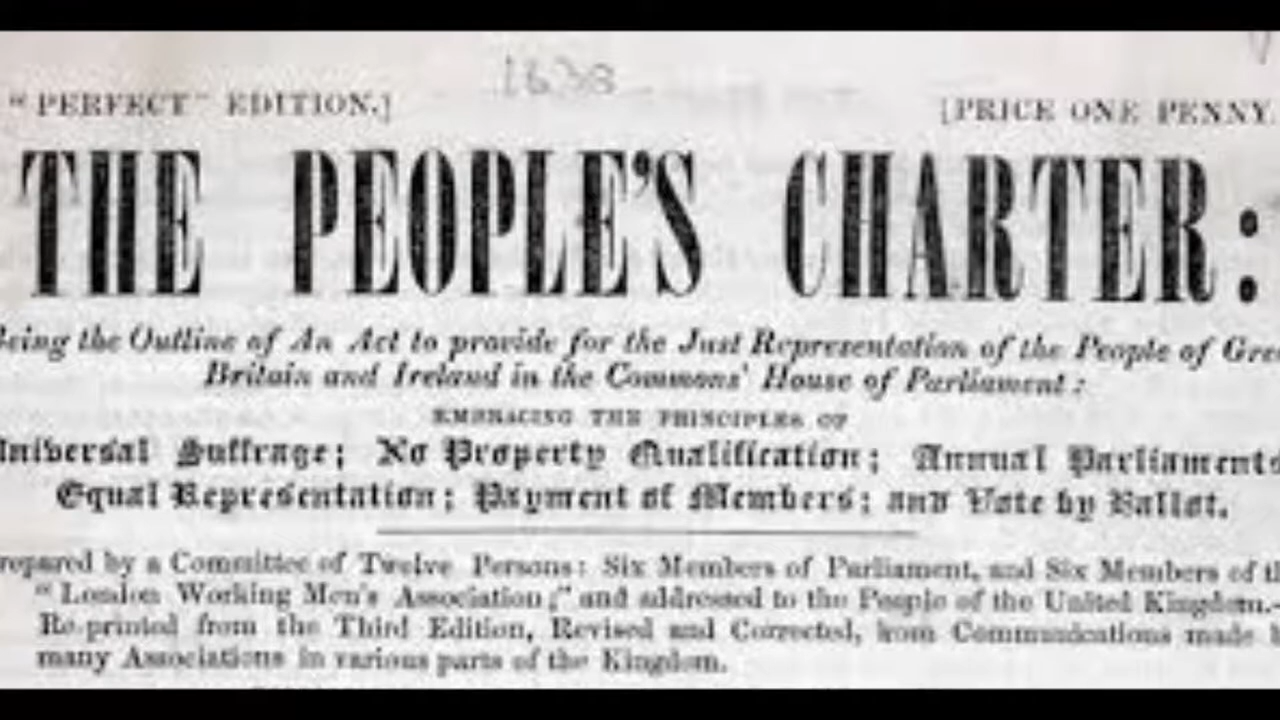 1838
"PERFECT" EDITION.] [PRICE ONE PENNY.
THE PEOPLE'S CHARTER:
Being the Outline of An Act to provide for the Just Representation of the People of Grea
Britain and Ireland in the Commons' House of Parliament:
EMBRACING THE PRINCIPLES OF
Universal Suffrage; No Property Qualification; Annual Parliaments
Equal Representation; Payment of Members; and Vote by Ballot.
repared by a Committee of Twelve Persons: Six Members of Parliament, and Six Members of th
"London Working Men's Association;" and addressed to the People of the United Kingdom.—
Re-printed from the Third Edition, Revised and Corrected, from Communications made b
many Associations in various parts of the Kingdom.